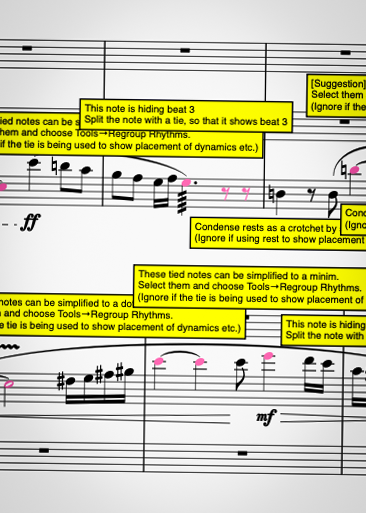 [Suggestion]
Select them
(Ignore if the
This note is hiding beat 3
Split the note with a tie, so that it shows beat 3
tied notes can be s
hem and choose Tools→Regroup Rhythms.
if the tie is being used to show placement of dynamics etc.)
ff
Condense rests as a crotchet by
(Ignore if using rest to show placement
Cond
(Igno
These tied notes can be simplified to a minim.
Select them and choose Tools→Regroup Rhythms.
(Ignore if the tie is being used to show placement of
notes can be simplified to a do
and choose Tools→Regroup Rhythms.
e tie is being used to show placement of dynamics etc.)
This note is hiding
Split the note with
mf